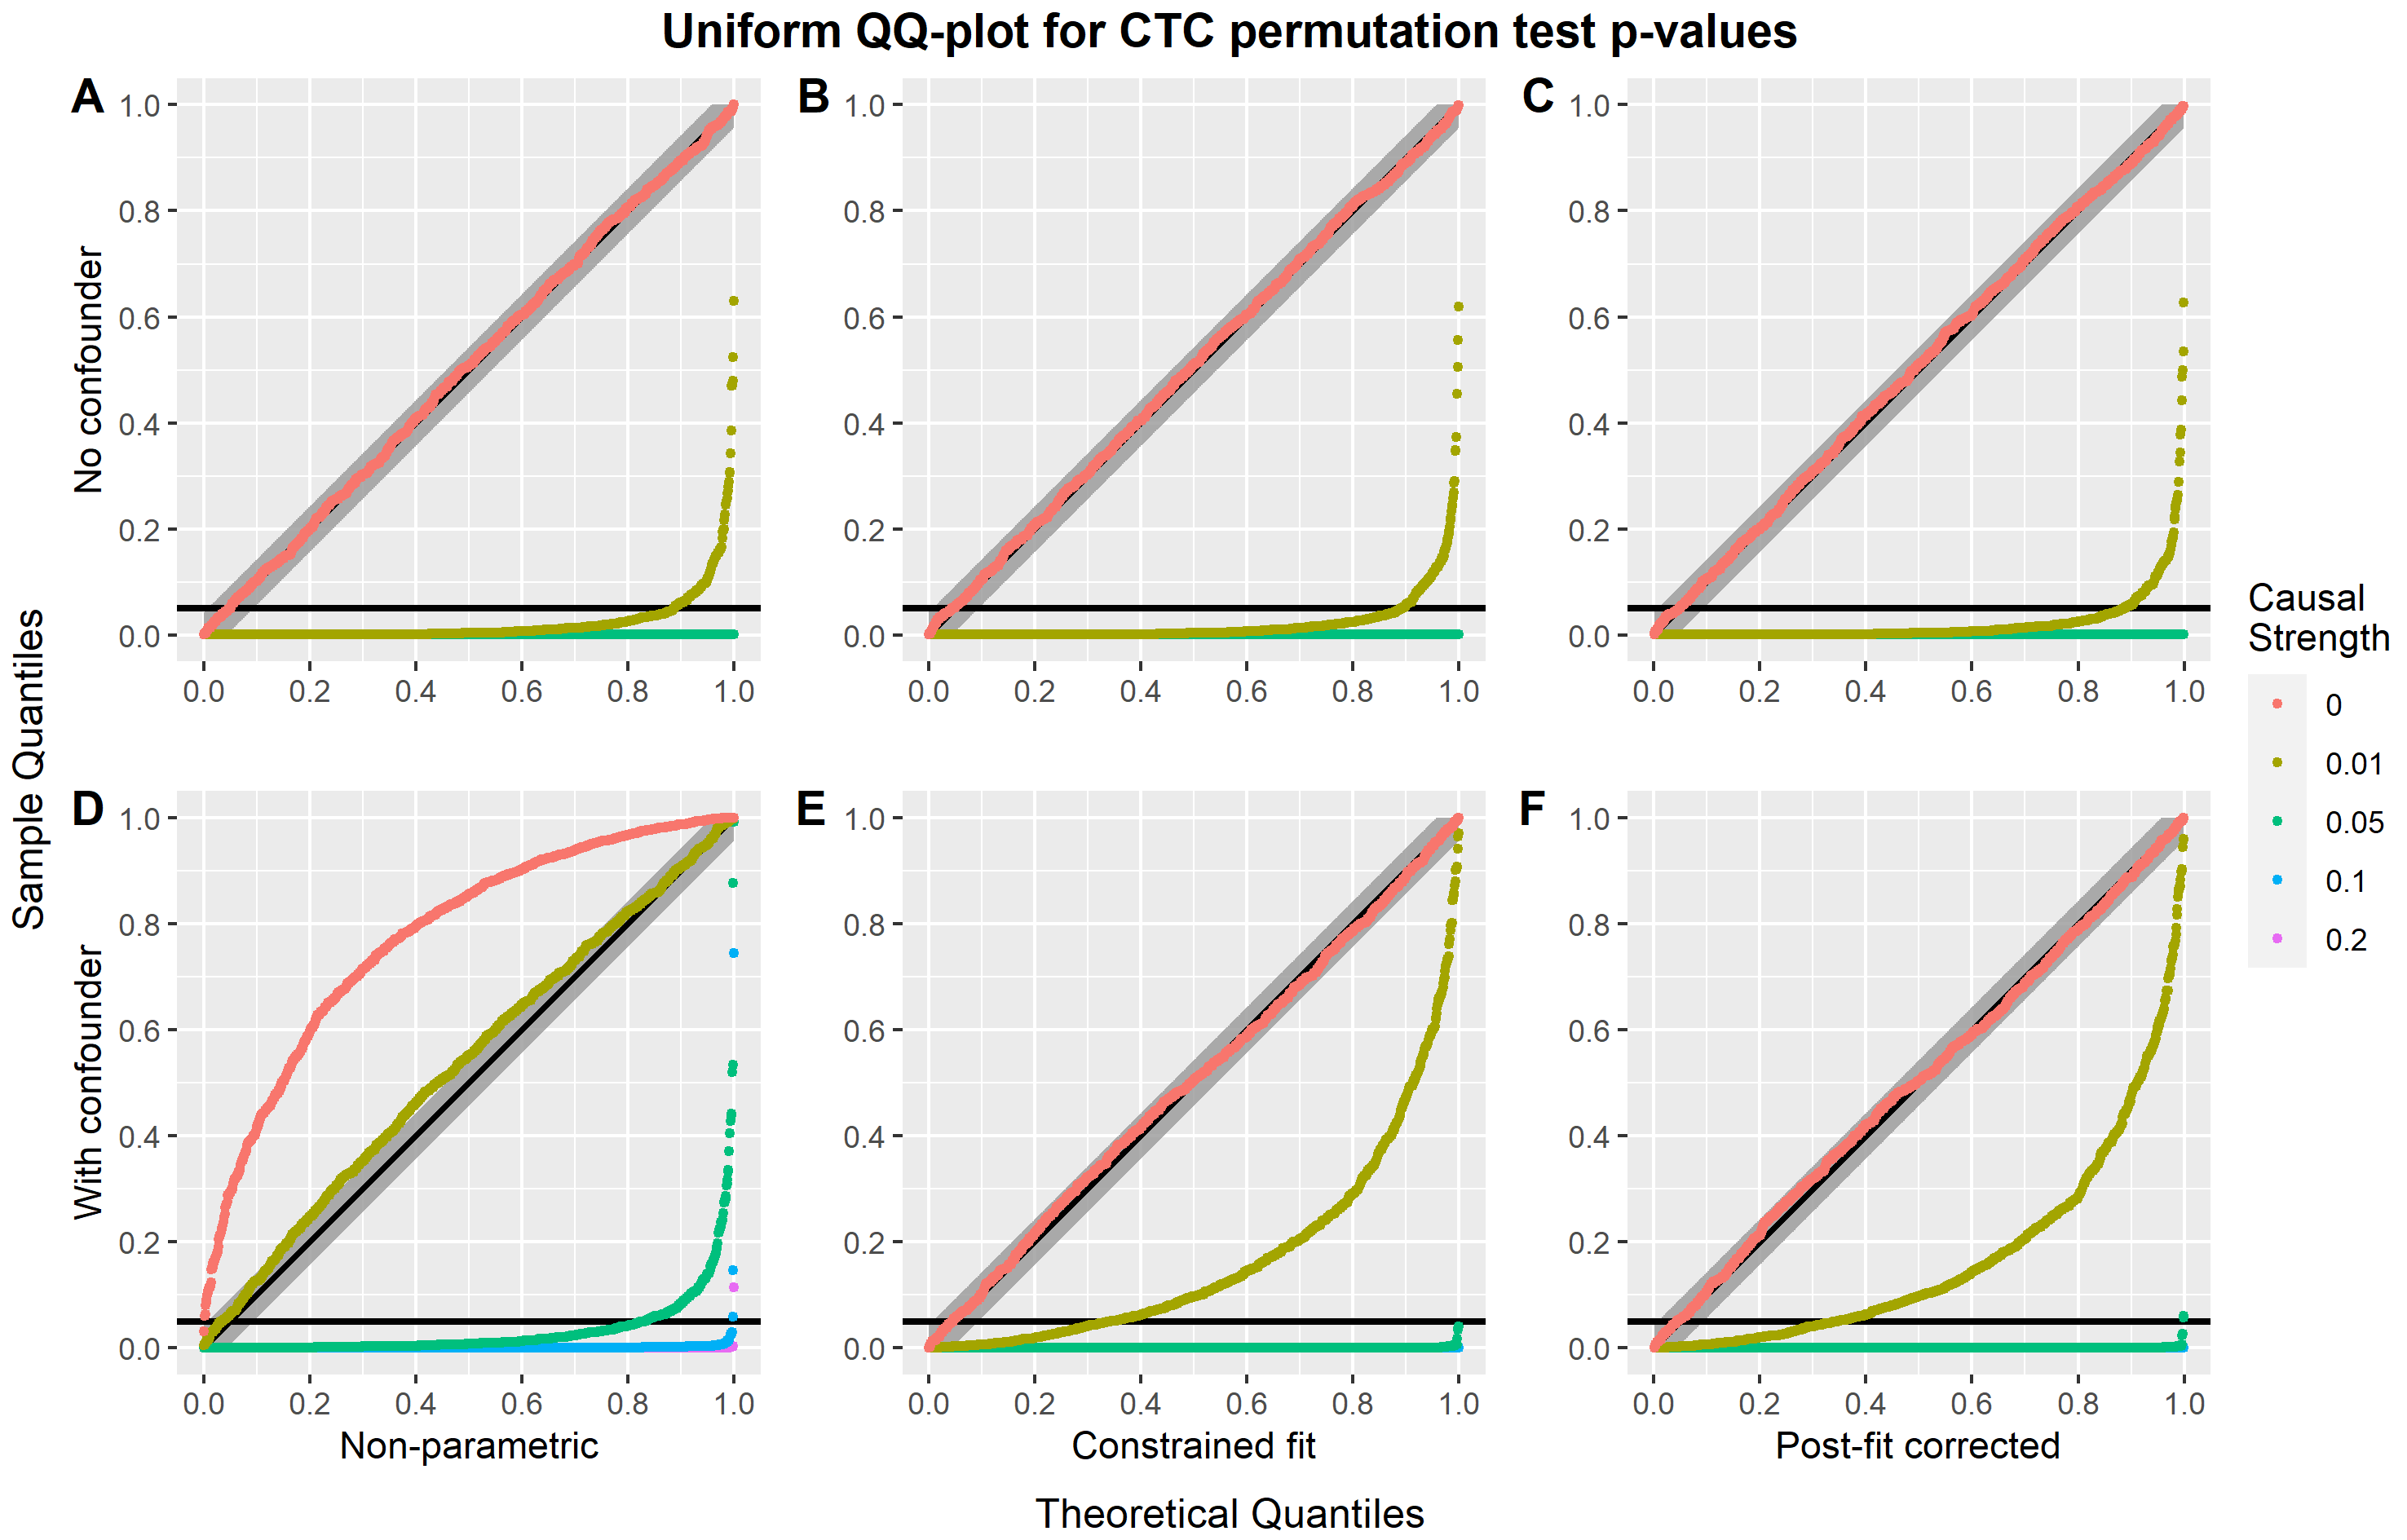 Uniform QQ-plot for CTC permutation test p-values
Sample Quantiles
No confounder
A
1.0
0.8
0.6
0.4
0.2
0.0
0.0 0.2 0.4 0.6 0.8 1.0
B
1.0
0.8
0.6
0.4
0.2
0.0
0.0 0.2 0.4 0.6 0.8 1.0
C
1.0
0.8
0.6
0.4
0.2
0.0
0.0 0.2 0.4 0.6 0.8 1.0
With confounder
D
1.0
0.8
0.6
0.4
0.2
0.0
0.0 0.2 0.4 0.6 0.8 1.0
Non-parametric
E
1.0
0.8
0.6
0.4
0.2
0.0
0.0 0.2 0.4 0.6 0.8 1.0
Constrained fit
F
1.0
0.8
0.6
0.4
0.2
0.0
0.0 0.2 0.4 0.6 0.8 1.0
Post-fit corrected
Theoretical Quantiles
Causal
Strength
0
0.01
0.05
0.1
0.2